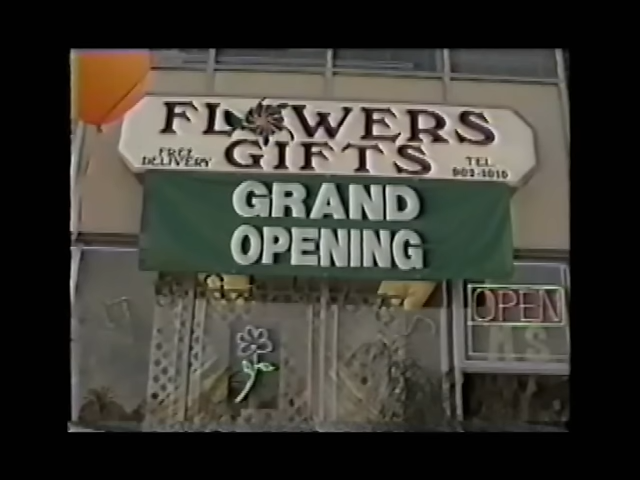 FLOWERS
GIFTS
FREE
DELIVERY
TEL.
GRAND
OPENING
OPEN